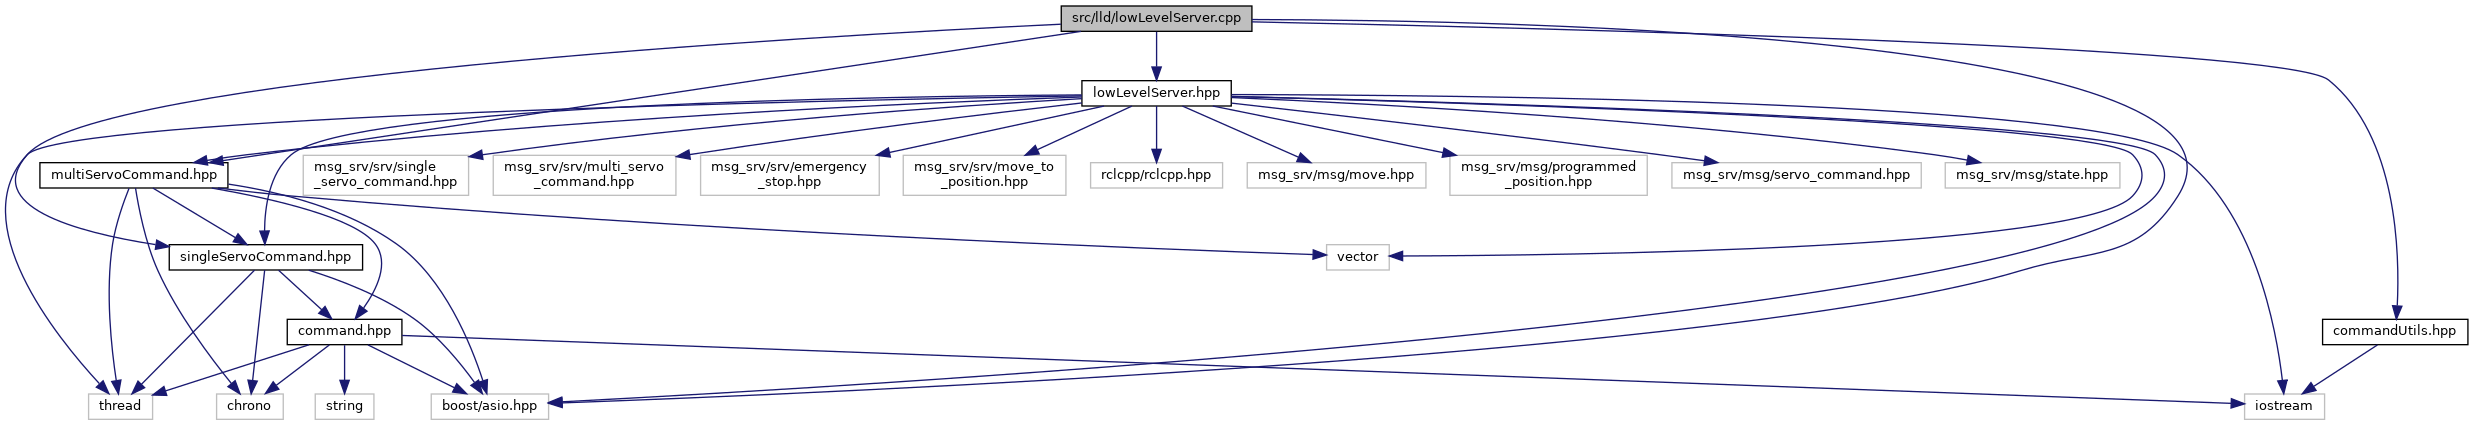 src/lld/lowLevelServer.cpp
lowLevelServer.hpp
multiServoCommand.hpp
msg_srv/srv/single
_servo_command.hpp
msg_srv/srv/multi_servo
_command.hpp
msg_srv/srv/emergency
_stop.hpp
msg_srv/srv/move_to
_position.hpp
rclcpp/rclcpp.hpp
msg_srv/msg/move.hpp
msg_srv/msg/programmed
_position.hpp
msg_srv/msg/servo_command.hpp
msg_srv/msg/state.hpp
singleServoCommand.hpp
vector
command.hpp
commandUtils.hpp
thread
chrono
string
boost/asio.hpp
iostream